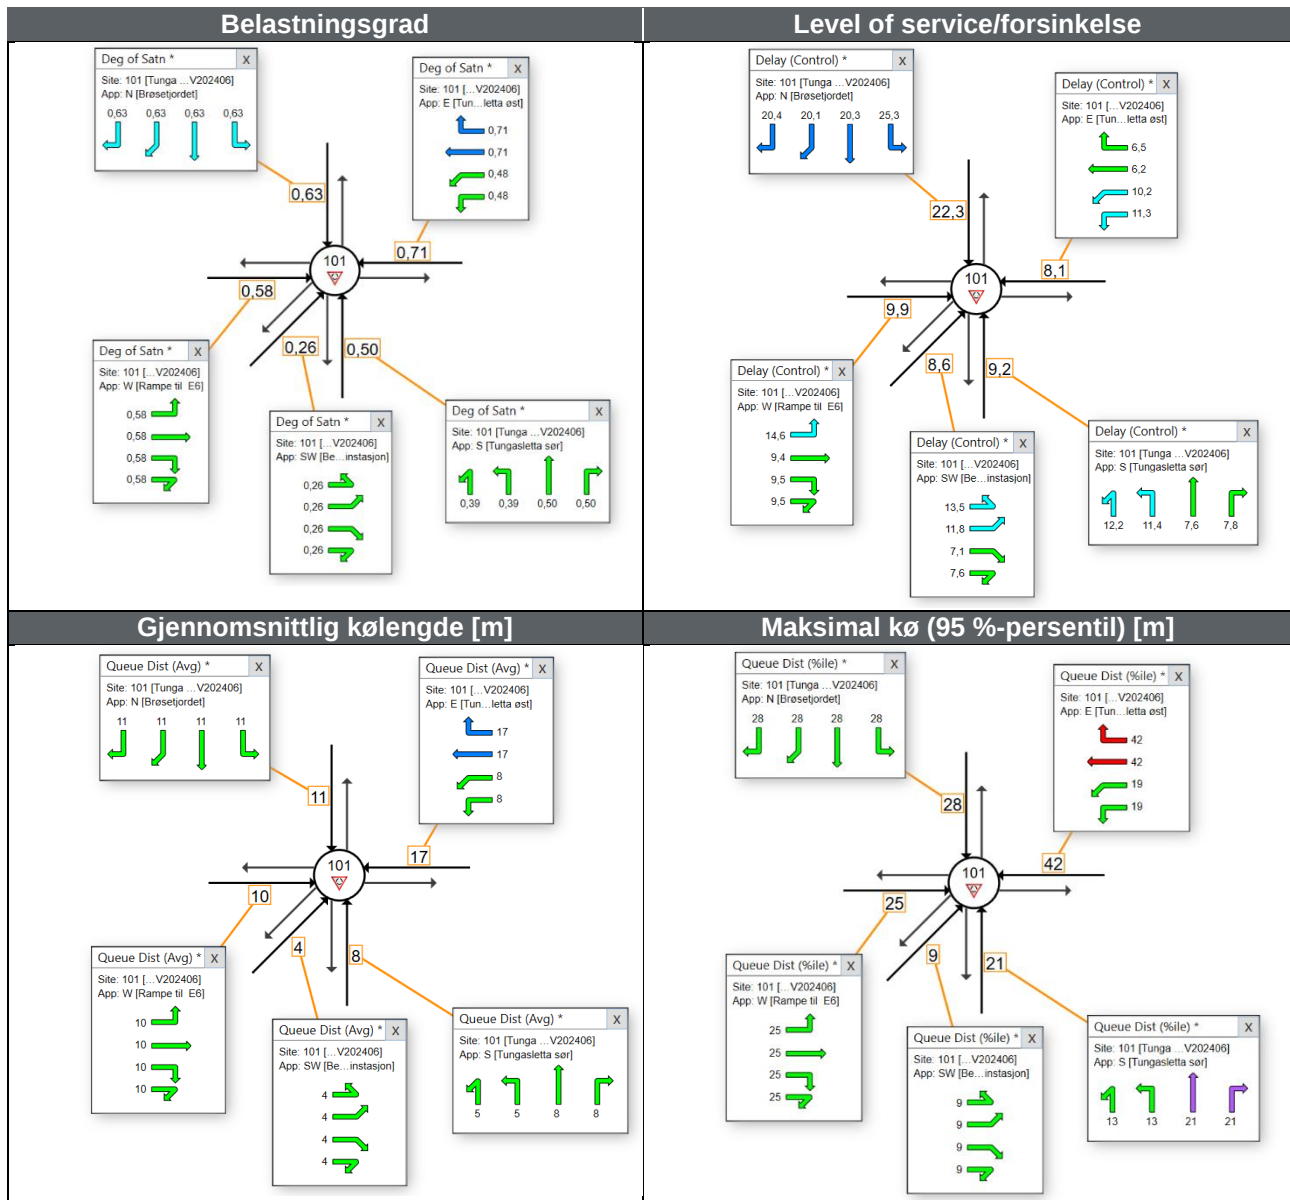 Belastningsgrad
Deg of Satn * X
Site: 101 [Tunga ...V202406]
App: N [Brøsetjordet]
0,63 0,63 0,63 0,63
Deg of Satn * X
Site: 101 [...V202406]
App: E [Tun...letta øst]
0,71
0,71
0,48
0,48
0,63
101
0,71
0,58
0,26
0,50
Deg of Satn * X
Site: 101 [...V202406]
App: W [Rampe til E6]
0,58
0,58
0,58
0,58
Deg of Satn * X
Site: 101 [...V202406]
App: SW [Be...instasjon]
0,26
0,26
0,26
0,26
Deg of Satn * X
Site: 101 [Tunga ...V202406]
App: S [Tungasletta sør]
0,39 0,39 0,50 0,50
Level of service/forsinkelse
Delay (Control) * X
Site: 101 [Tunga ...V202406]
App: N [Brøsetjordet]
20,4 20,1 20,3 25,3
Delay (Control) * X
Site: 101 [...V202406]
App: E [Tun...letta øst]
6,5
6,2
10,2
11,3
22,3
101
8,1
9,9
8,6
9,2
Delay (Control) * X
Site: 101 [...V202406]
App: W [Rampe til E6]
14,6
9,4
9,5
9,5
Delay (Control) * X
Site: 101 [...V202406]
App: SW [Be...instasjon]
13,5
11,8
7,1
7,6
Delay (Control) * X
Site: 101 [Tunga ...V202406]
App: S [Tungasletta sør]
12,2 11,4 7,6 7,8
Gjennomsnittlig kølengde [m]
Queue Dist (Avg) * X
Site: 101 [Tunga ...V202406]
App: N [Brøsetjordet]
11 11 11 11
Queue Dist (Avg) * X
Site: 101 [...V202406]
App: E [Tun...letta øst]
17
17
8
8
11
101
17
10
4
8
Queue Dist (Avg) * X
Site: 101 [...V202406]
App: W [Rampe til E6]
10
10
10
10
Queue Dist (Avg) * X
Site: 101 [...V202406]
App: SW [Be...instasjon]
4
4
4
4
Queue Dist (Avg) * X
Site: 101 [Tunga ...V202406]
App: S [Tungasletta sør]
5 5 8 8
Maksimal kø (95 %-persentil) [m]
Queue Dist (%ile) * X
Site: 101 [Tunga ...V202406]
App: N [Brøsetjordet]
28 28 28 28
Queue Dist (%ile) * X
Site: 101 [...V202406]
App: E [Tun...letta øst]
42
42
19
19
28
101
42
25
9
21
Queue Dist (%ile) * X
Site: 101 [...V202406]
App: W [Rampe til E6]
25
25
25
25
Queue Dist (%ile) * X
Site: 101 [...V202406]
App: SW [Be...instasjon]
9
9
9
9
Queue Dist (%ile) * X
Site: 101 [Tunga ...V202406]
App: S [Tungasletta sør]
13 13 21 21